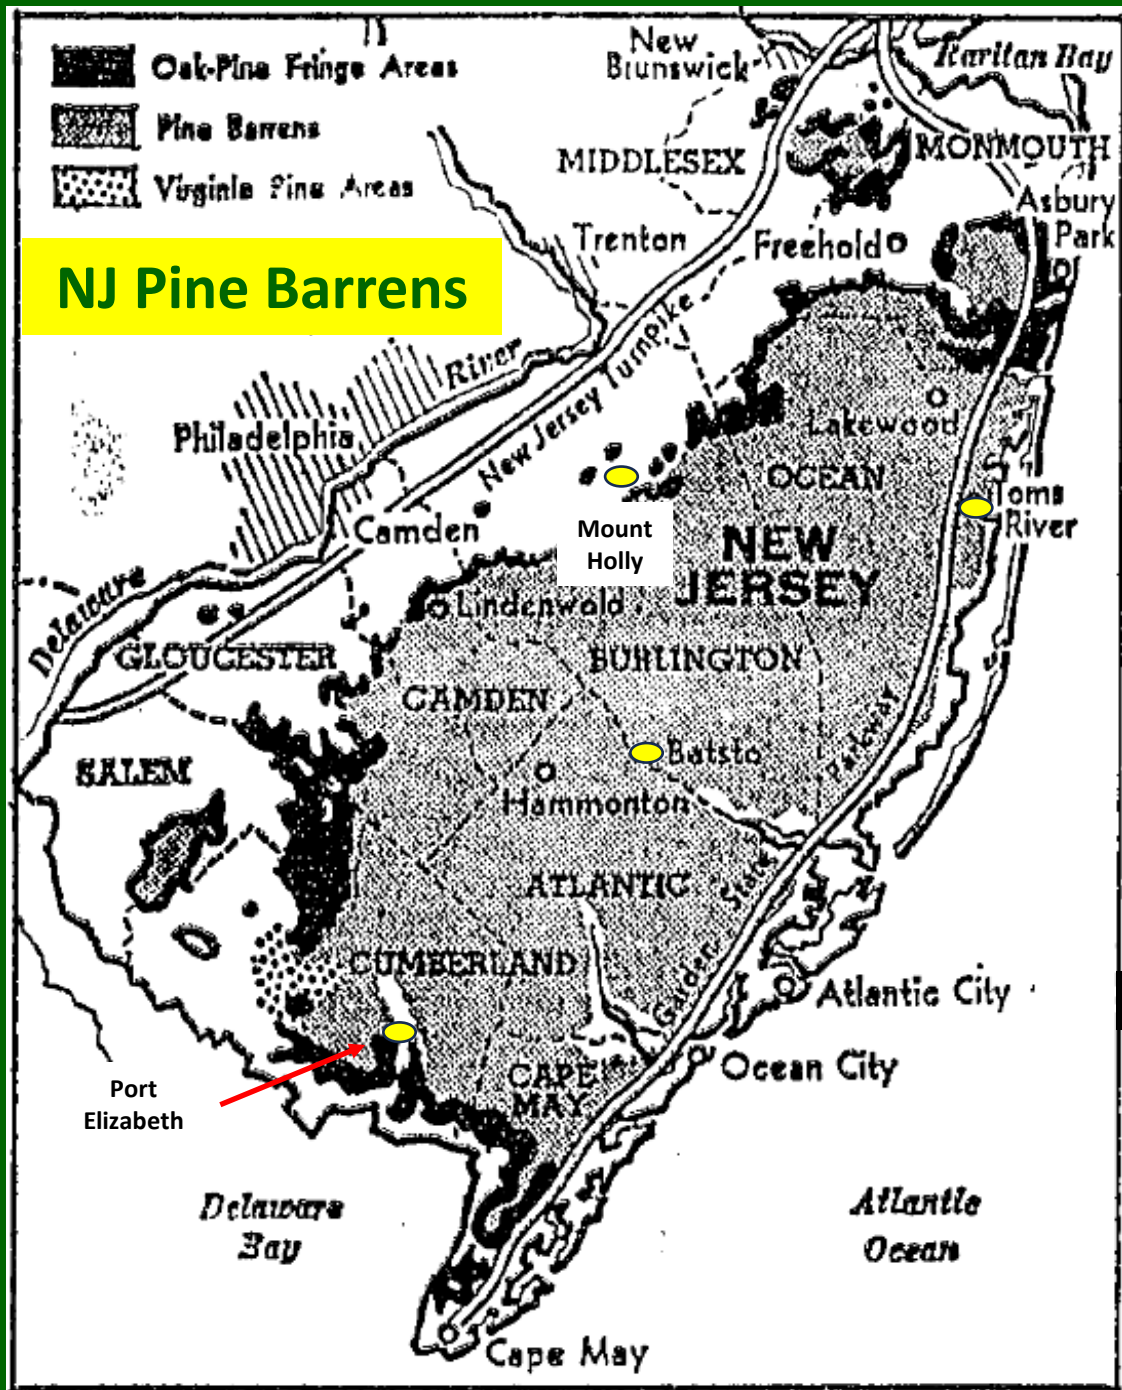 Oak-Pine Fringe Areas
Pine Barrens
Virginia Pine Areas
NJ Pine Barrens
New
Brunswick
Raritan Bay
MIDDLESEX
MONMOUTH
Asbury
Park
Trenton
Freehold
River
New Jersey Turnpike
Philadelphia
Lakewood
OCEAN
Toms
River
Camden
Mount
Holly
NEW
JERSEY
Delaware
Lindenwold
GLOUCESTER
BURLINGTON
CAMDEN
SALEM
Batsto
Hammonton
Garden State Parkway
ATLANTIC
CUMBERLAND
Atlantic City
Ocean City
CAPE
MAY
Port
Elizabeth
Delaware
Bay
Atlantic
Ocean
Cape May